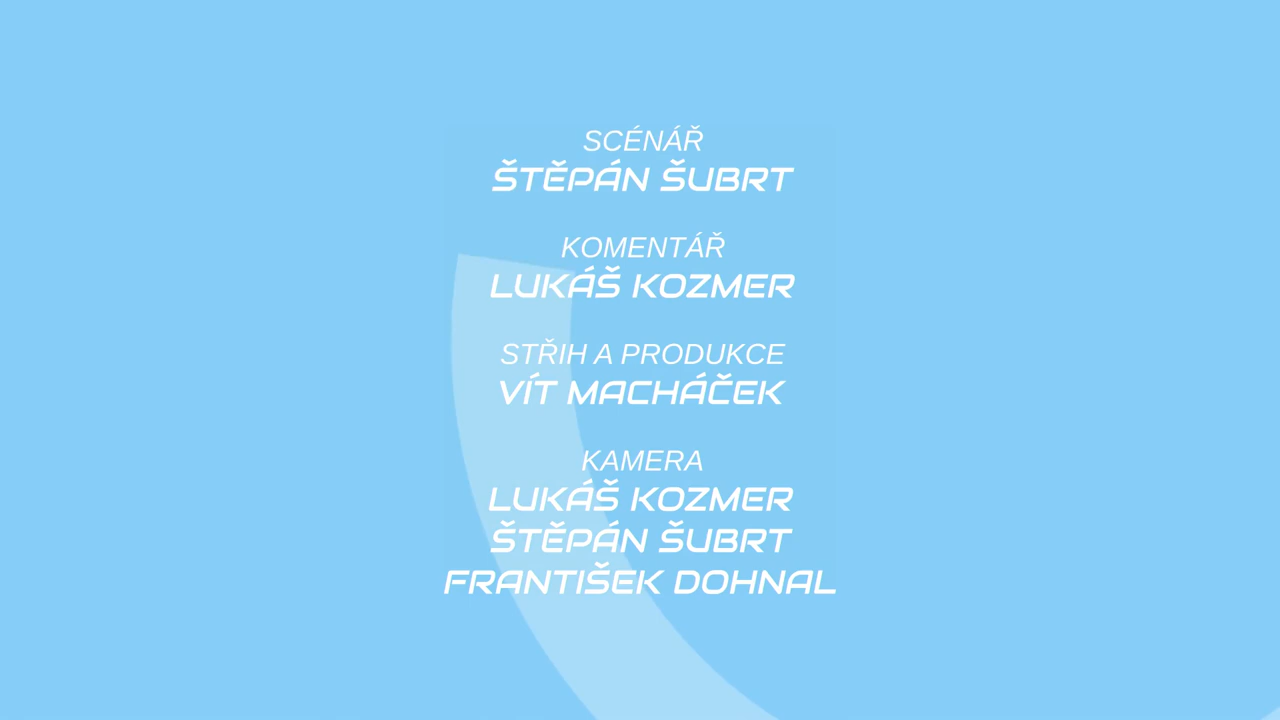 SCÉNÁŘ
ŠTĚPÁN ŠUBRT
KOMENTÁŘ
LUKÁŠ KOZMER
STŘIH A PRODUKCE
VÍT MACHÁČEK
KAMERA
LUKÁŠ KOZMER
ŠTĚPÁN ŠUBRT
FRANTIŠEK DOHNAL